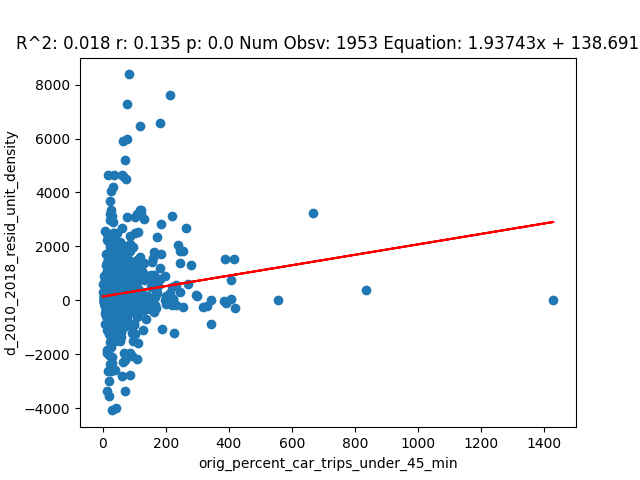 R^2: 0.018 r: 0.135 p: 0.0 Num Obsv: 1953 Equation: 1.93743x + 138.691
d_2010_2018_resid_unit_density
8000
6000
4000
2000
0
−2000
−4000
0 200 400 600 800 1000 1200 1400
orig_percent_car_trips_under_45_min